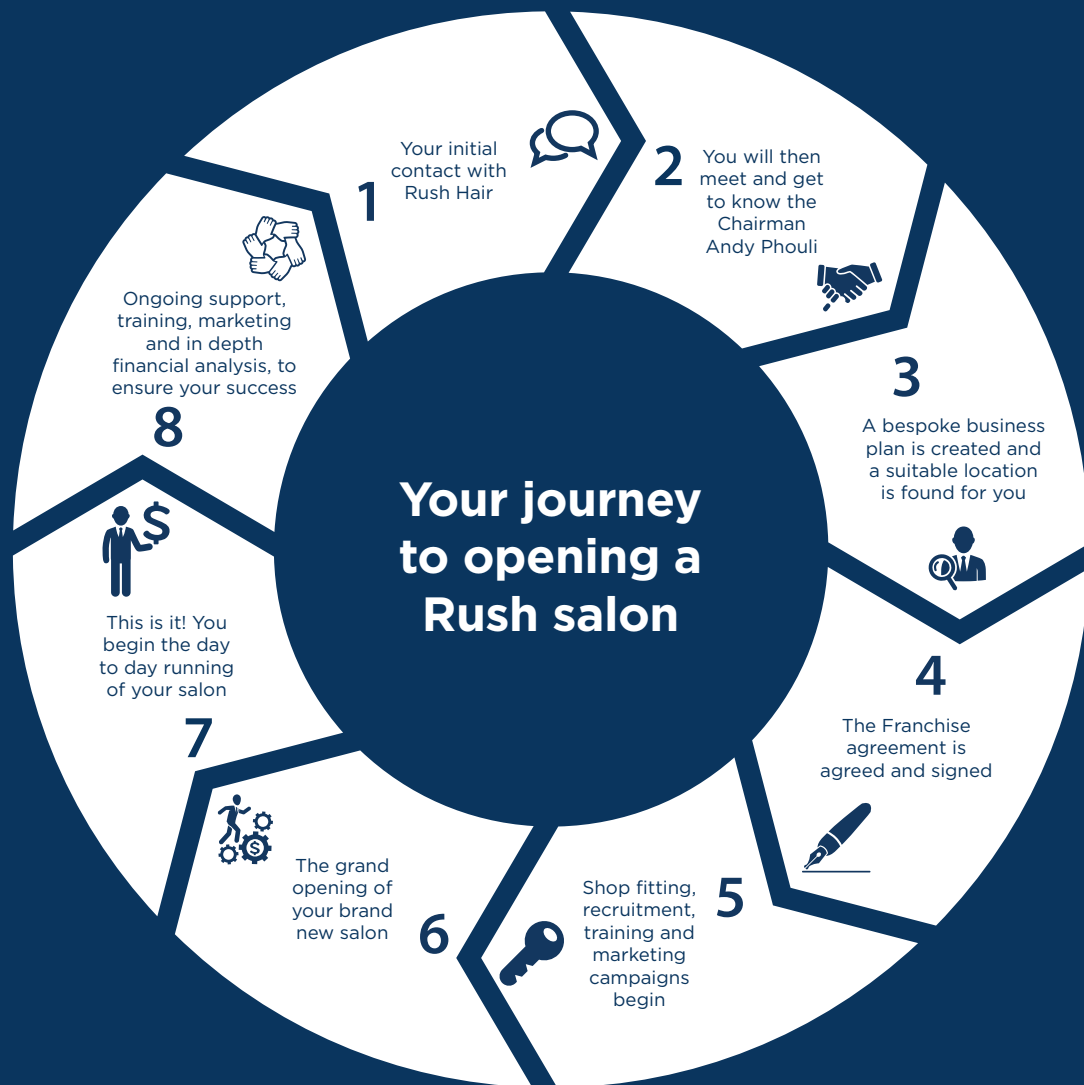 Your journey
to opening a
Rush salon
1
Your initial
contact with
Rush Hair
2
You will then
meet and get
to know the
Chairman
Andy Phouli
3
A bespoke business
plan is created and
a suitable location
is found for you
4
The Franchise
agreement is
agreed and signed
5
Shop fitting,
recruitment,
training and
marketing
campaigns
begin
6
The grand
opening of
your brand
new salon
$
7
This is it! You
begin the day
to day running
of your salon
$
8
Ongoing support,
training, marketing
and in depth
financial analysis, to
ensure your success